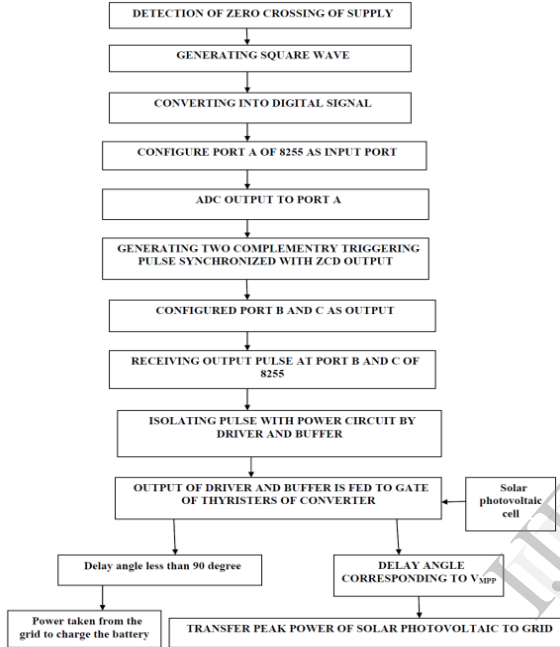 DETECTION OF ZERO CROSSING OF SUPPLY
GENERATING SQUARE WAVE
CONVERTING INTO DIGITAL SIGNAL
CONFIGURE PORT A OF 8255 AS INPUT PORT
ADC OUTPUT TO PORT A
GENERATING TWO COMPLEMENTRY TRIGGERING
PULSE SYNCHRONIZED WITH ZCD OUTPUT
CONFIGURED PORT B AND C AS OUTPUT
RECEIVING OUTPUT PULSE AT PORT B AND C OF
8255
ISOLATING PULSE WITH POWER CIRCUIT BY
DRIVER AND BUFFER
OUTPUT OF DRIVER AND BUFFER IS FED TO GATE
OF THYRISTERS OF CONVERTER
Solar
photovoltaic
cell
Delay angle less than 90 degree
DELAY ANGLE
CORRESPONDING TO VMPP
Power taken from the
grid to charge the battery
TRANSFER PEAK POWER OF SOLAR PHOTOVOLTAIC TO GRID